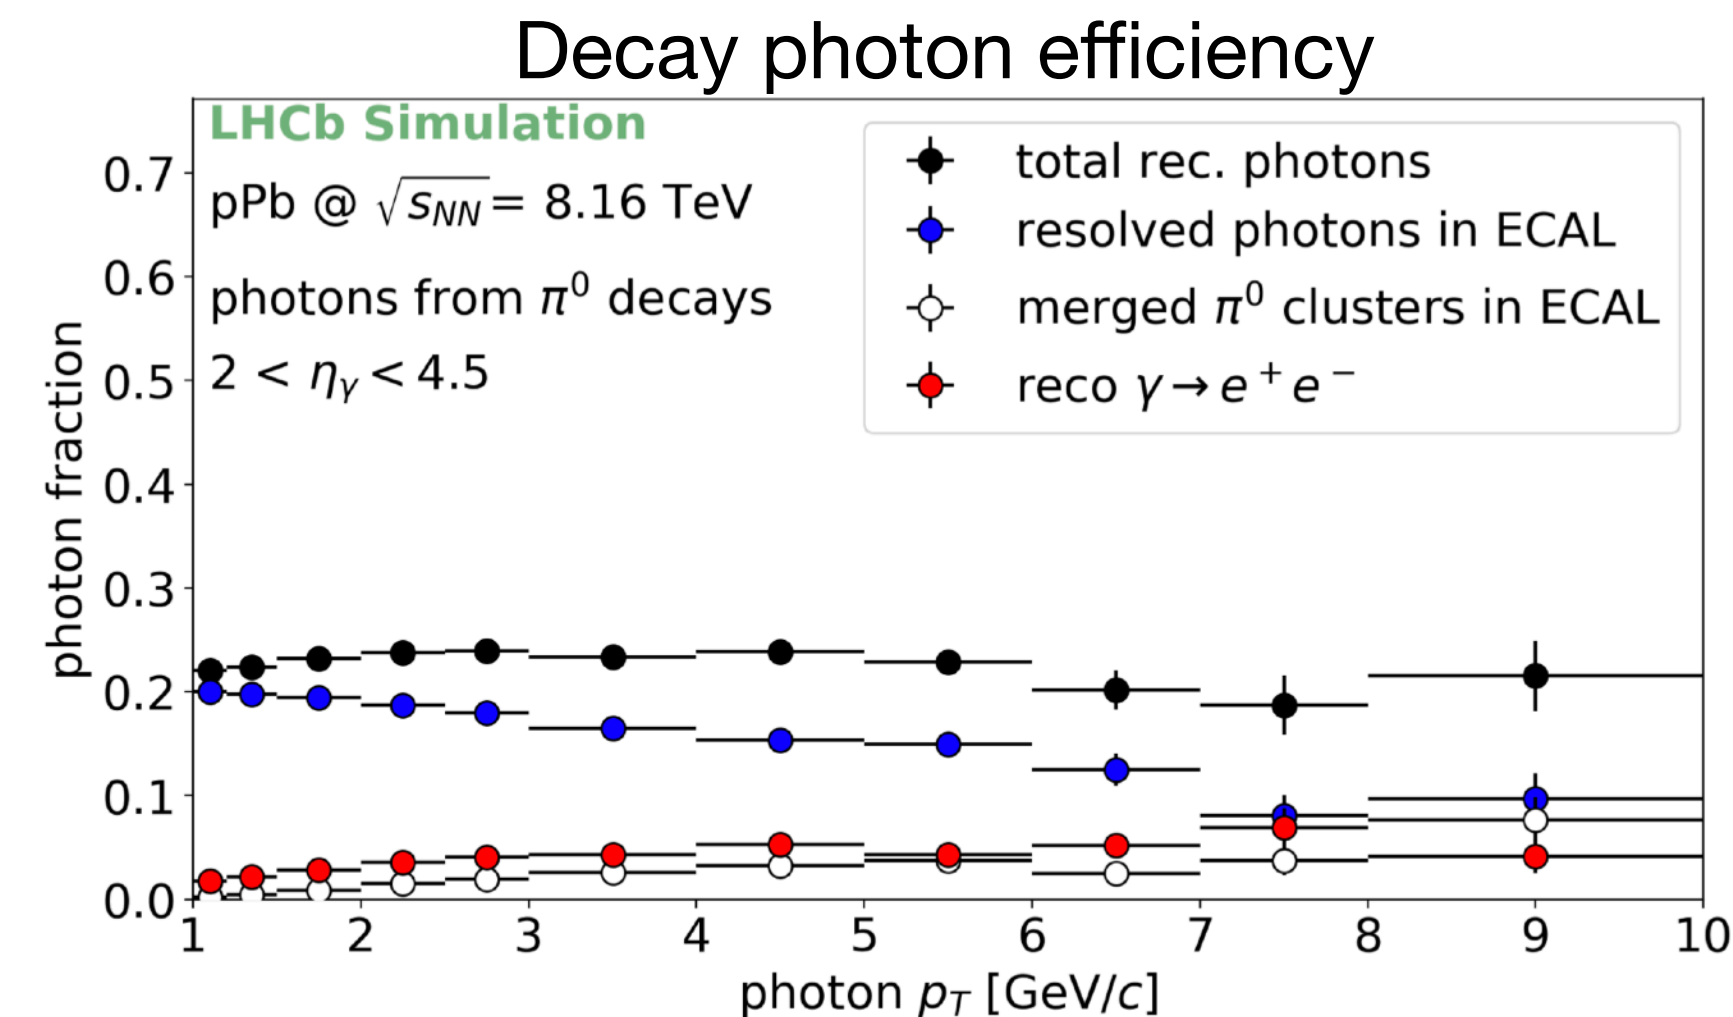 Decay photon efficiency
LHCb Simulation
pPb @ √s_NN = 8.16 TeV
photons from π⁰ decays
2 < η_γ < 4.5
total rec. photons
resolved photons in ECAL
merged π⁰ clusters in ECAL
reco γ → e⁺e⁻
photon fraction
0.7
0.6
0.5
0.4
0.3
0.2
0.1
0.0
1 2 3 4 5 6 7 8 9 10
photon p_T [GeV/c]